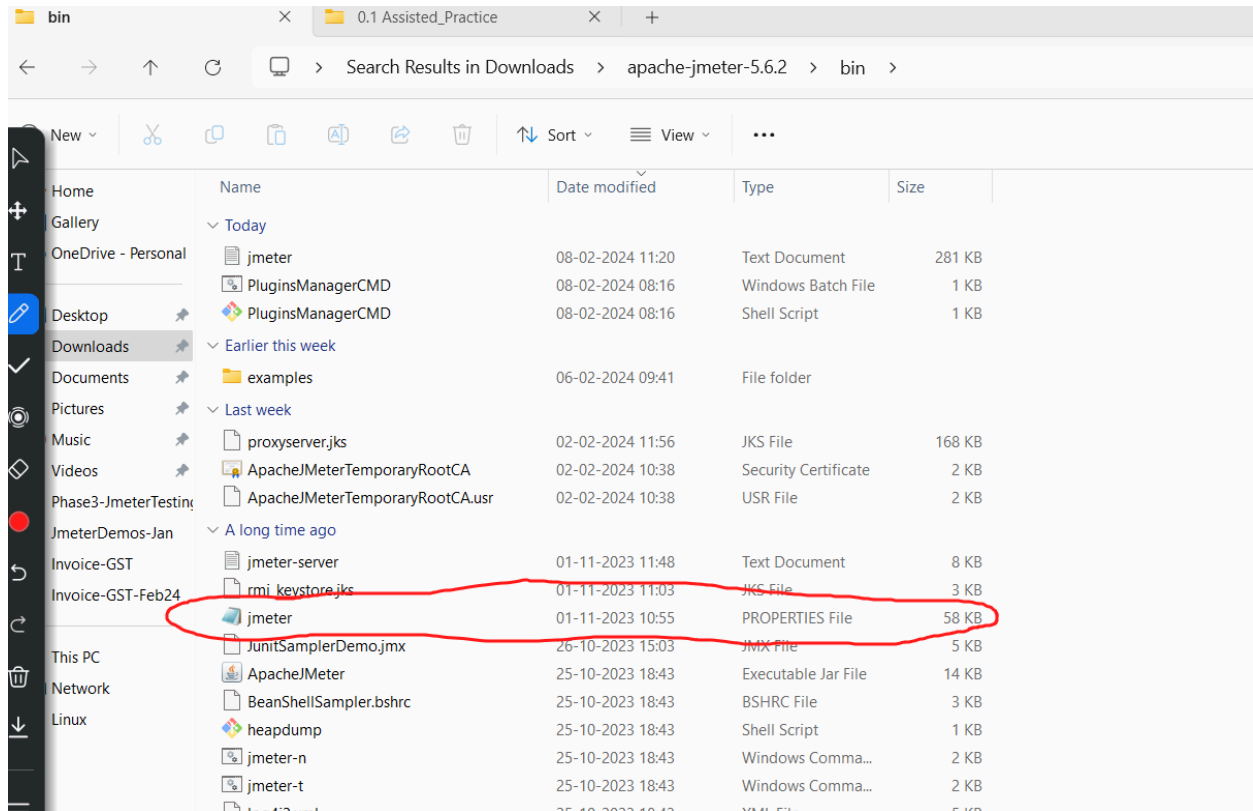 bin
0.1 Assisted_Practice
Search Results in Downloads > apache-jmeter-5.6.2 > bin >
New
Sort
View
Home
Gallery
OneDrive - Personal
Desktop
Downloads
Documents
Pictures
Music
Videos
Phase3-JmeterTesting
JmeterDemos-Jan
Invoice-GST
Invoice-GST-Feb24
This PC
Network
Linux
Name Date modified Type Size
Today
jmeter 08-02-2024 11:20 Text Document 281 KB
PluginsManagerCMD 08-02-2024 08:16 Windows Batch File 1 KB
PluginsManagerCMD 08-02-2024 08:16 Shell Script 1 KB
Earlier this week
examples 06-02-2024 09:41 File folder
Last week
proxyserver.jks 02-02-2024 11:56 JKS File 168 KB
ApacheJMeterTemporaryRootCA 02-02-2024 10:38 Security Certificate 2 KB
ApacheJMeterTemporaryRootCA.usr 02-02-2024 10:38 USR File 2 KB
A long time ago
jmeter-server 01-11-2023 11:48 Text Document 8 KB
rmi_keystore.jks 01-11-2023 11:03 JKS File 3 KB
jmeter 01-11-2023 10:55 PROPERTIES File 58 KB
JunitSamplerDemo.jmx 26-10-2023 15:03 JMX File 5 KB
ApacheJMeter 25-10-2023 18:43 Executable Jar File 14 KB
BeanShellSampler.bshrc 25-10-2023 18:43 BSHRC File 3 KB
heapdump 25-10-2023 18:43 Shell Script 1 KB
jmeter-n 25-10-2023 18:43 Windows Comma... 2 KB
jmeter-t 25-10-2023 18:43 Windows Comma... 2 KB